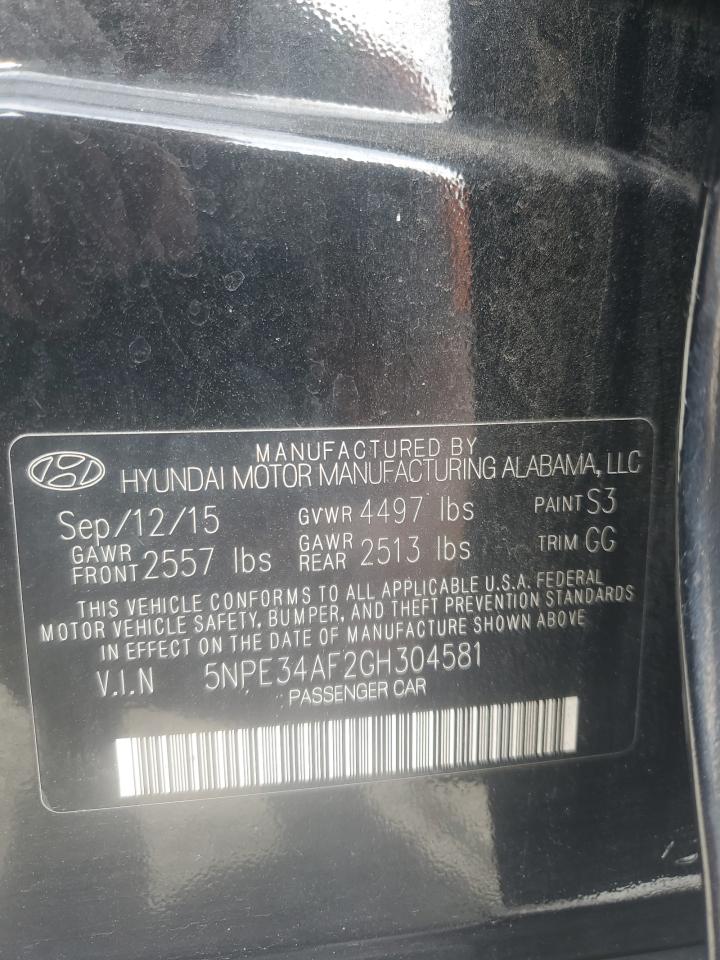 MANUFACTURED BY
HYUNDAI MOTOR MANUFACTURING ALABAMA, LLC
Sep/12/15 GVWR 4497 lbs PAINT S3
GAWR FRONT 2557 lbs GAWR REAR 2513 lbs TRIM GG
THIS VEHICLE CONFORMS TO ALL APPLICABLE U.S.A. FEDERAL
MOTOR VEHICLE SAFETY, BUMPER, AND THEFT PREVENTION STANDARDS
IN EFFECT ON THE DATE OF MANUFACTURE SHOWN ABOVE
V.I.N 5NPE34AF2GH304581
PASSENGER CAR